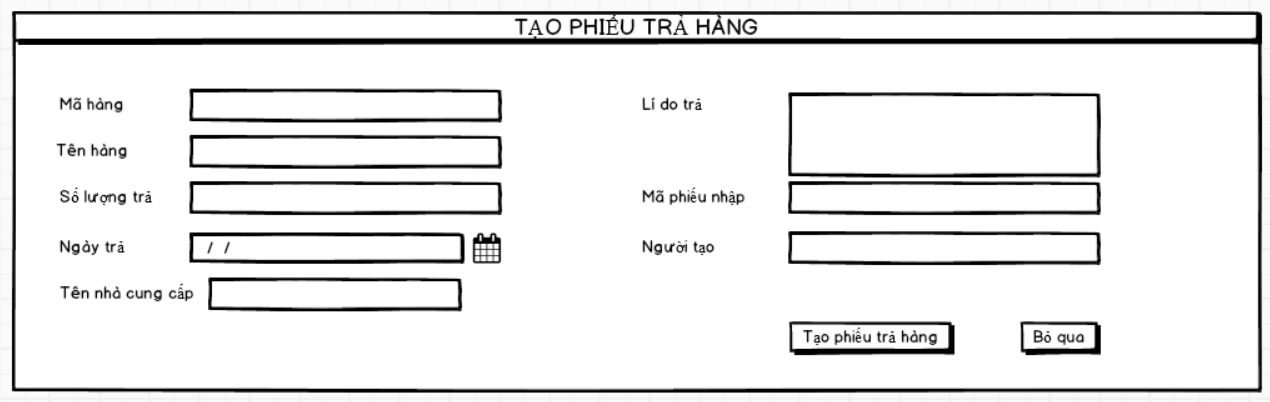 TẠO PHIẾU TRẢ HÀNG
Mã hàng
Tên hàng
Số lượng trả
Ngày trả
/ /
Tên nhà cung cấp
Lí do trả
Mã phiếu nhập
Người tạo
Tạo phiếu trả hàng
Bỏ qua